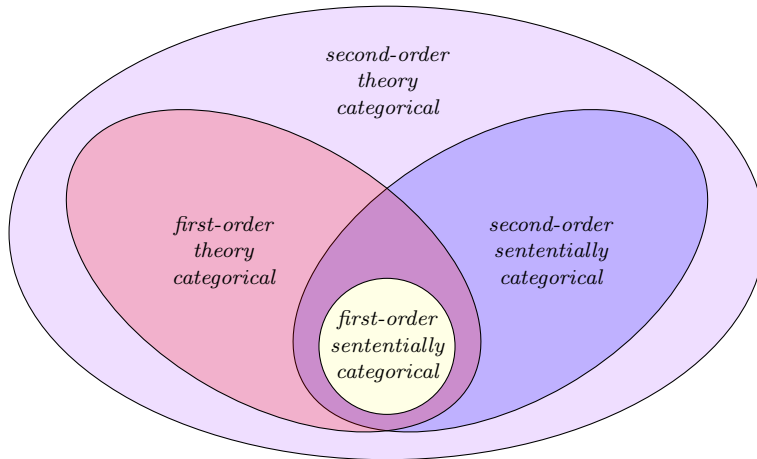 second-order
theory
categorical
first-order
theory
categorical
second-order
sententially
categorical
first-order
sententially
categorical